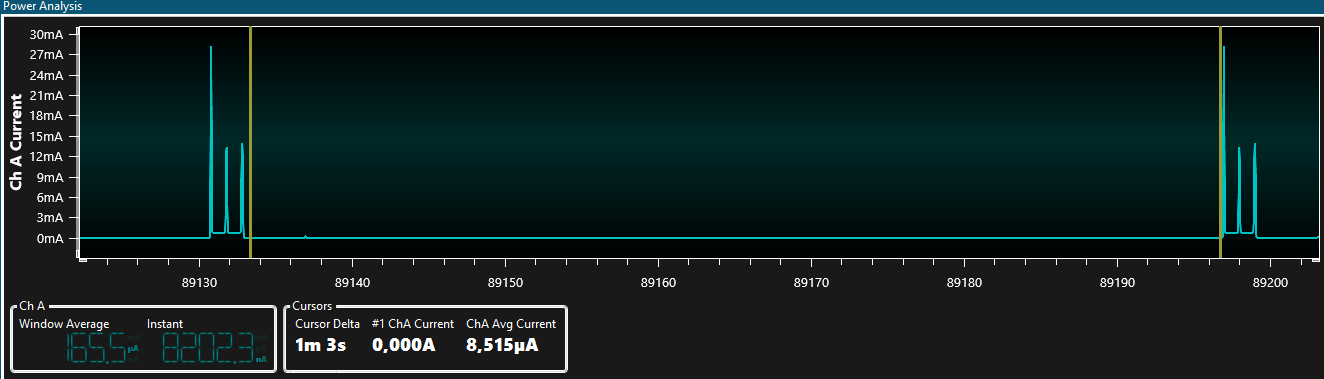 Power Analysis
Ch A Current
30mA
27mA
24mA
21mA
18mA
15mA
12mA
9mA
6mA
3mA
0mA
89130 89140 89150 89160 89170 89180 89190 89200
Ch A
Window Average Instant
165.5 µA 8202.3 nA
Cursors
Cursor Delta #1 ChA Current ChA Avg Current
1m 3s 0,000A 8,515µA